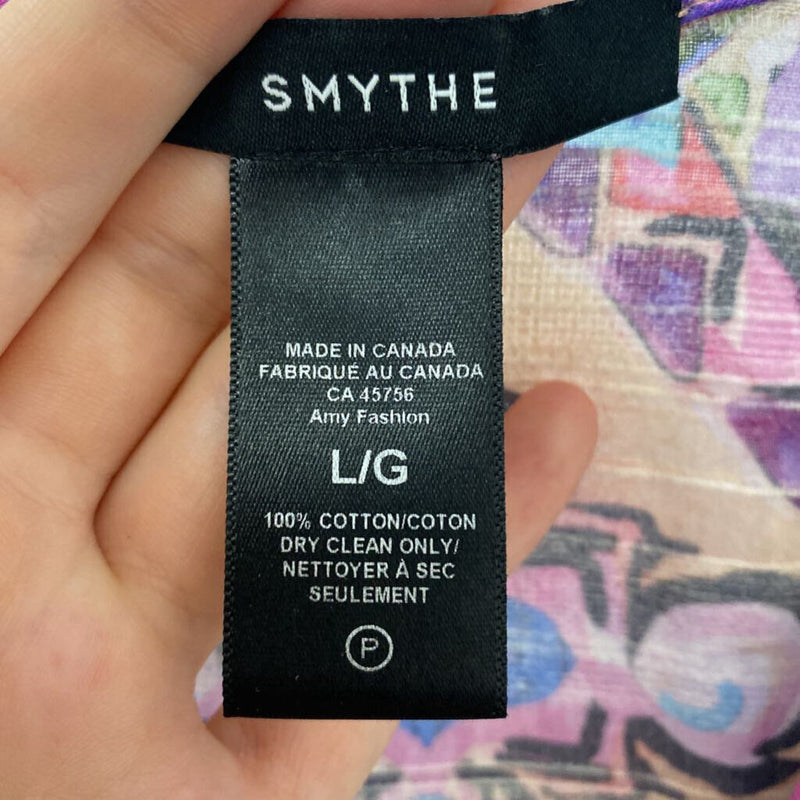 SMYTHE
MADE IN CANADA
FABRIQUÉ AU CANADA
CA 45756
Amy Fashion
L/G
100% COTTON/COTON
DRY CLEAN ONLY/
NETTOYER À SEC
SEULEMENT
P